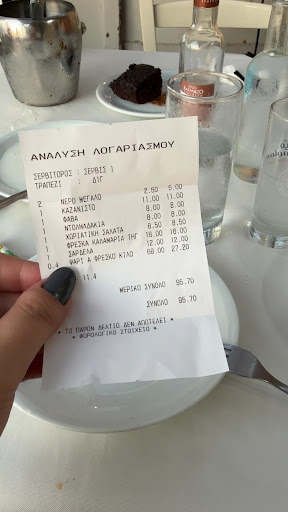 ΑΝΑΛΥΣΗ ΛΟΓΑΡΙΑΣΜΟΥ
ΣΕΡΒΙΤΟΡΟΣ : ΣΕΡΒΙΣ 1
ΤΡΑΠΕΖΙ : Δ1Γ
2 ΝΕΡΟ ΜΕΓΑΛΟ 2.50 5.00
1 ΚΑΖΑΝΙΣΤΟ 11.00 11.00
1 ΦΑΒΑ 8.00 8.00
1 ΝΤΟΛΜΑΔΑΚΙΑ 8.00 8.00
1 ΧΩΡΙΑΤΙΚΗ ΣΑΛΑΤΑ 8.50 8.50
1 ΦΡΕΣΚΑ ΚΑΛΑΜΑΡΙΑ ΤΗΓ 16.00 16.00
1 ΣΑΡΔΕΛΑ 12.00 12.00
0.4 ΨΑΡΙ Α ΦΡΕΣΚΟ ΚΙΛΟ 68.00 27.20
11.4
ΜΕΡΙΚΟ ΣΥΝΟΛΟ 95.70
ΣΥΝΟΛΟ 95.70
* ΤΟ ΠΑΡΟΝ ΔΕΛΤΙΟ ΔΕΝ ΑΠΟΤΕΛΕΙ *
* ΦΟΡΟΛΟΓΙΚΟ ΣΤΟΙΧΕΙΟ *